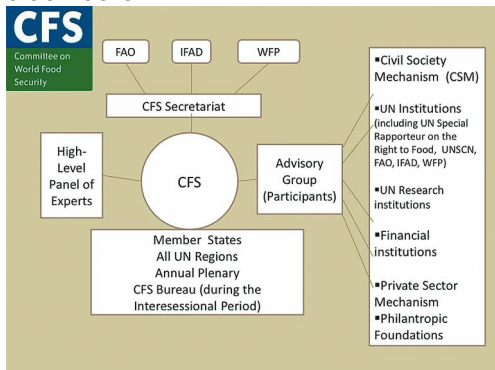 CFS
Committee on
World Food
Security
FAO
IFAD
WFP
CFS Secretariat
High-
Level
Panel of
Experts
CFS
Advisory
Group
(Participants)
Member States
All UN Regions
Annual Plenary
CFS Bureau (during the
Interesessional Period)
▪Civil Society
Mechanism (CSM)
▪UN Institutions
(including UN Special
Rapporteur on the
Right to Food, UNSCN,
FAO, IFAD, WFP)
▪UN Research
institutions
▪Financial
institutions
▪Private Sector
Mechanism
▪Philantropic
Foundations